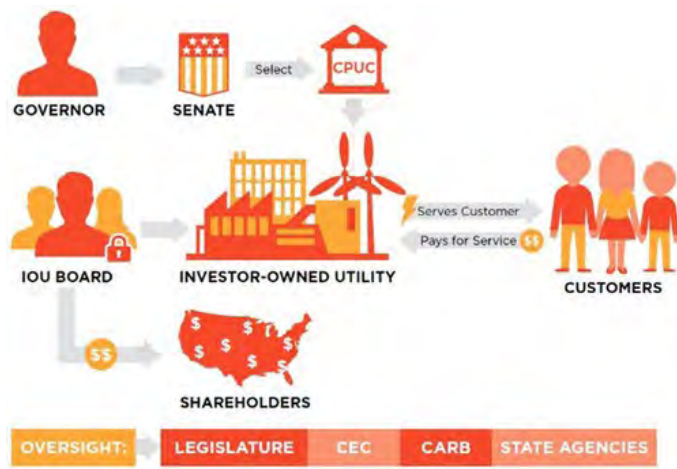 GOVERNOR
SENATE
Select
CPUC
IOU BOARD
INVESTOR-OWNED UTILITY
Serves Customer
Pays for Service $$
CUSTOMERS
$$
$ $ $ $ $ $ $ $
SHAREHOLDERS
OVERSIGHT: LEGISLATURE CEC CARB STATE AGENCIES